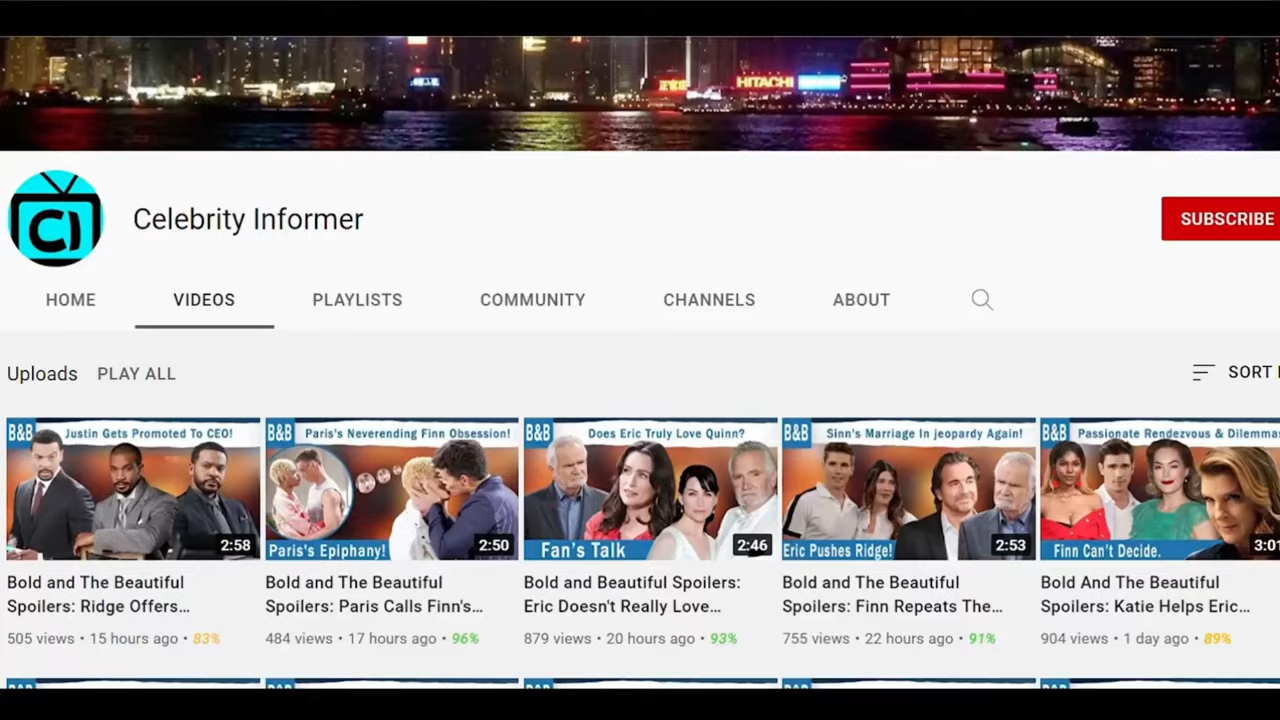 HITACHI
CI
Celebrity Informer
SUBSCRIBE
HOME VIDEOS PLAYLISTS COMMUNITY CHANNELS ABOUT
Uploads PLAY ALL
SORT
B&B Justin Gets Promoted To CEO!
2:58
B&B Paris's Neverending Finn Obsession!
Paris's Epiphany!
2:50
B&B Does Eric Truly Love Quinn?
Fan's Talk
2:46
B&B Sinn's Marriage In jeopardy Again!
Eric Pushes Ridge!
2:53
B&B Passionate Rendezvous & Dilemma
Finn Can't Decide.
3:01
Bold and The Beautiful
Spoilers: Ridge Offers...
505 views • 15 hours ago • 83%
Bold and The Beautiful
Spoilers: Paris Calls Finn's...
484 views • 17 hours ago • 96%
Bold and Beautiful Spoilers:
Eric Doesn't Really Love...
879 views • 20 hours ago • 93%
Bold and The Beautiful
Spoilers: Finn Repeats The...
755 views • 22 hours ago • 91%
Bold And The Beautiful
Spoilers: Katie Helps Eric...
904 views • 1 day ago • 89%